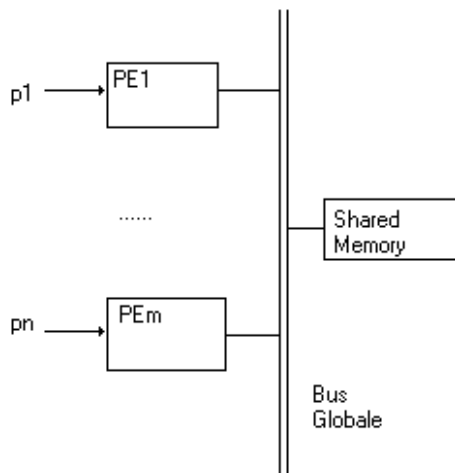 p1
PE1
......
Shared
Memory
pn
PEm
Bus
Globale